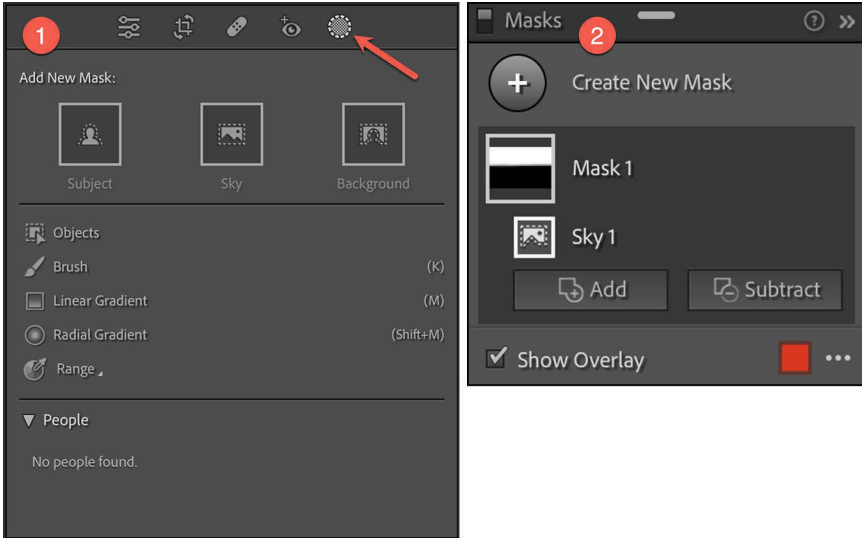 1
Add New Mask:
Subject Sky Background
Objects
Brush (K)
Linear Gradient (M)
Radial Gradient (Shift+M)
Range
People
No people found.
Masks 2
Create New Mask
Mask 1
Sky 1
Add Subtract
Show Overlay